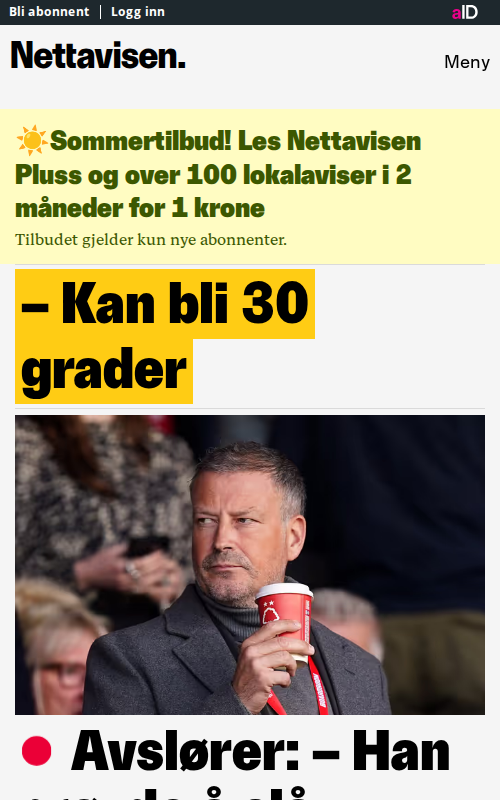 Bli abonnent | Logg inn
aID
Nettavisen.
Meny
☀️Sommertilbud! Les Nettavisen
Pluss og over 100 lokalaviser i 2
måneder for 1 krone
Tilbudet gjelder kun nye abonnenter.
– Kan bli 30
grader
Avslører: – Han